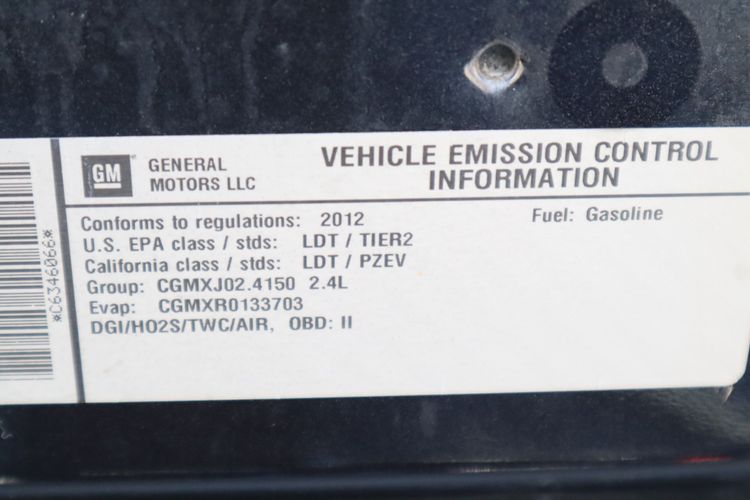 GM
GENERAL
MOTORS LLC
VEHICLE EMISSION CONTROL
INFORMATION
Conforms to regulations: 2012
Fuel: Gasoline
U.S. EPA class / stds: LDT / TIER2
California class / stds: LDT / PZEV
Group: CGMXJ02.4150 2.4L
Evap: CGMXR0133703
DGI/HO2S/TWC/AIR, OBD: II
*C6346066*